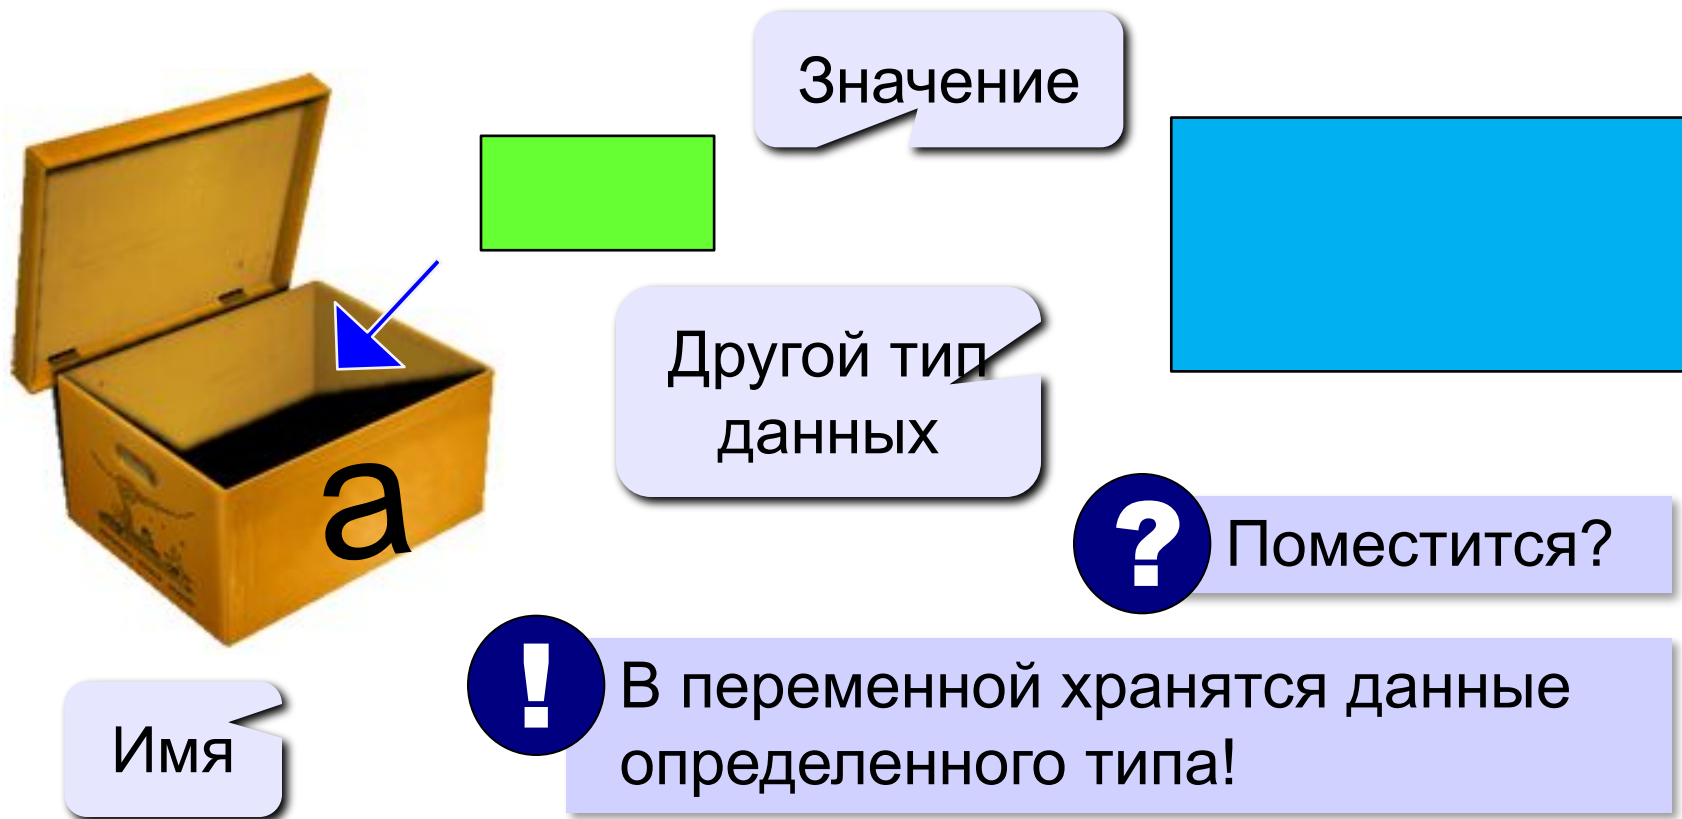 Значение
Другой тип
данных
a
?
Поместится?
!
В переменной хранятся данные
определенного типа!
Имя